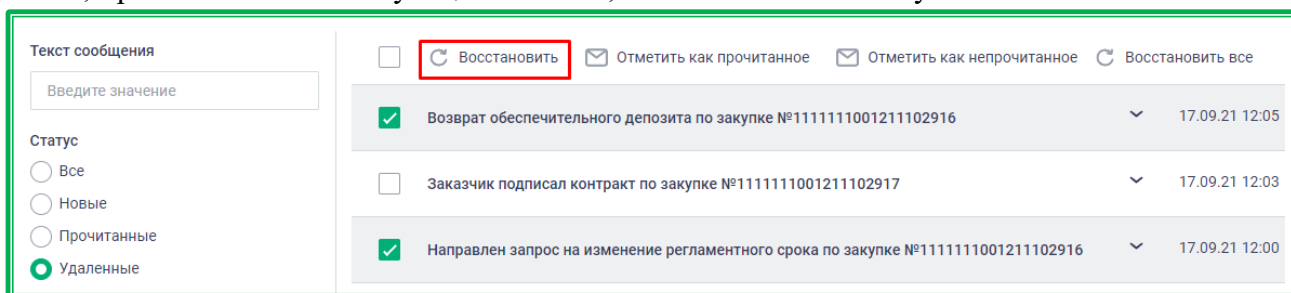 Текст сообщения
Введите значение
Статус
Все
Новые
Прочитанные
Удаленные
Восстановить Отметить как прочитанное Отметить как непрочитанное Восстановить все
Возврат обеспечительного депозита по закупке №1111111001211102916 17.09.21 12:05
Заказчик подписал контракт по закупке №1111111001211102917 17.09.21 12:03
Направлен запрос на изменение регламентного срока по закупке №1111111001211102916 17.09.21 12:00